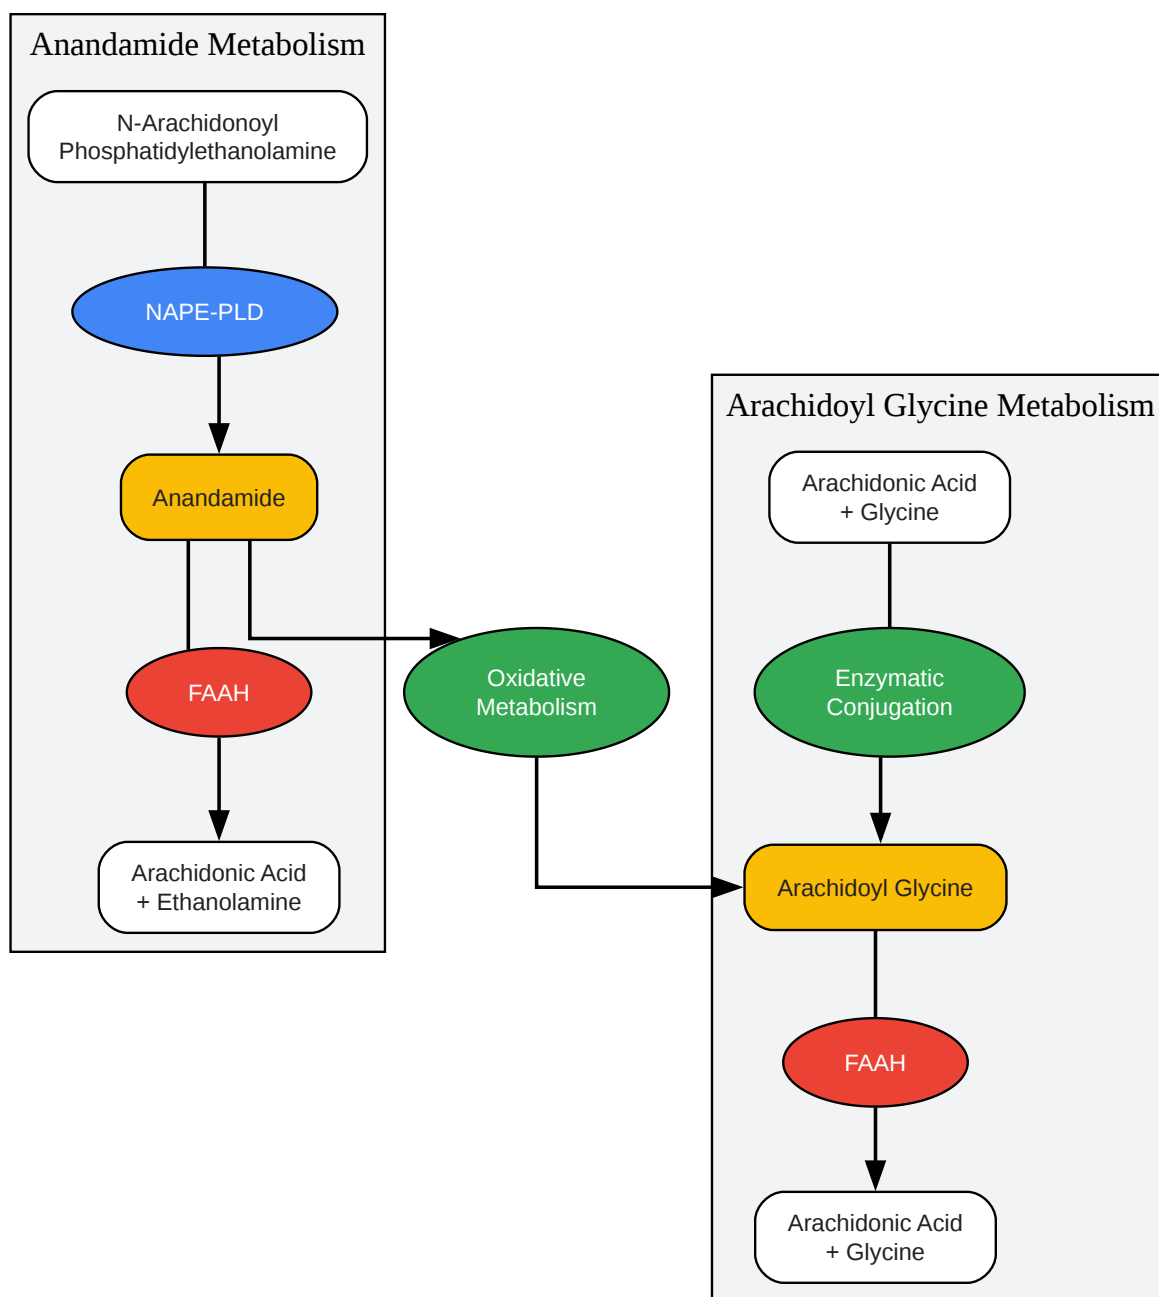 Anandamide Metabolism
N-Arachidonoyl
Phosphatidylethanolamine
NAPE-PLD
Anandamide
FAAH
Arachidonic Acid
+ Ethanolamine
Oxidative
Metabolism
Arachidoyl Glycine Metabolism
Arachidonic Acid
+ Glycine
Enzymatic
Conjugation
Arachidoyl Glycine
FAAH
Arachidonic Acid
+ Glycine